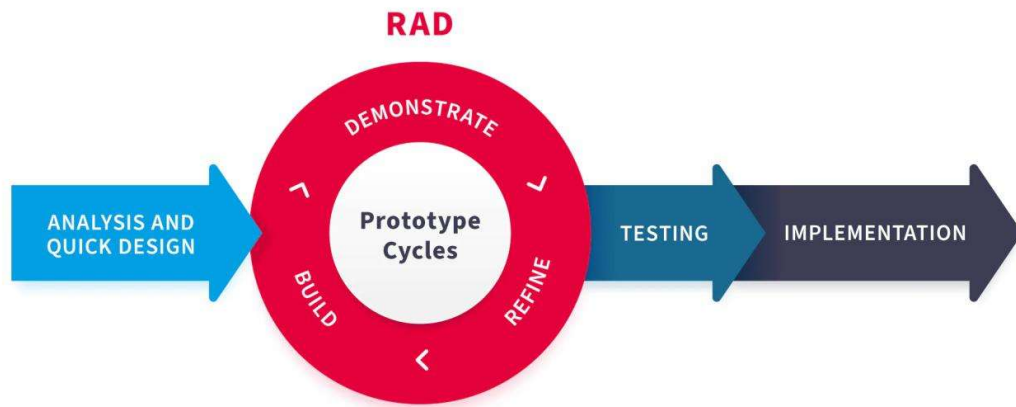 RAD
ANALYSIS AND
QUICK DESIGN
DEMONSTRATE
Prototype
Cycles
BUILD
REFINE
TESTING
IMPLEMENTATION